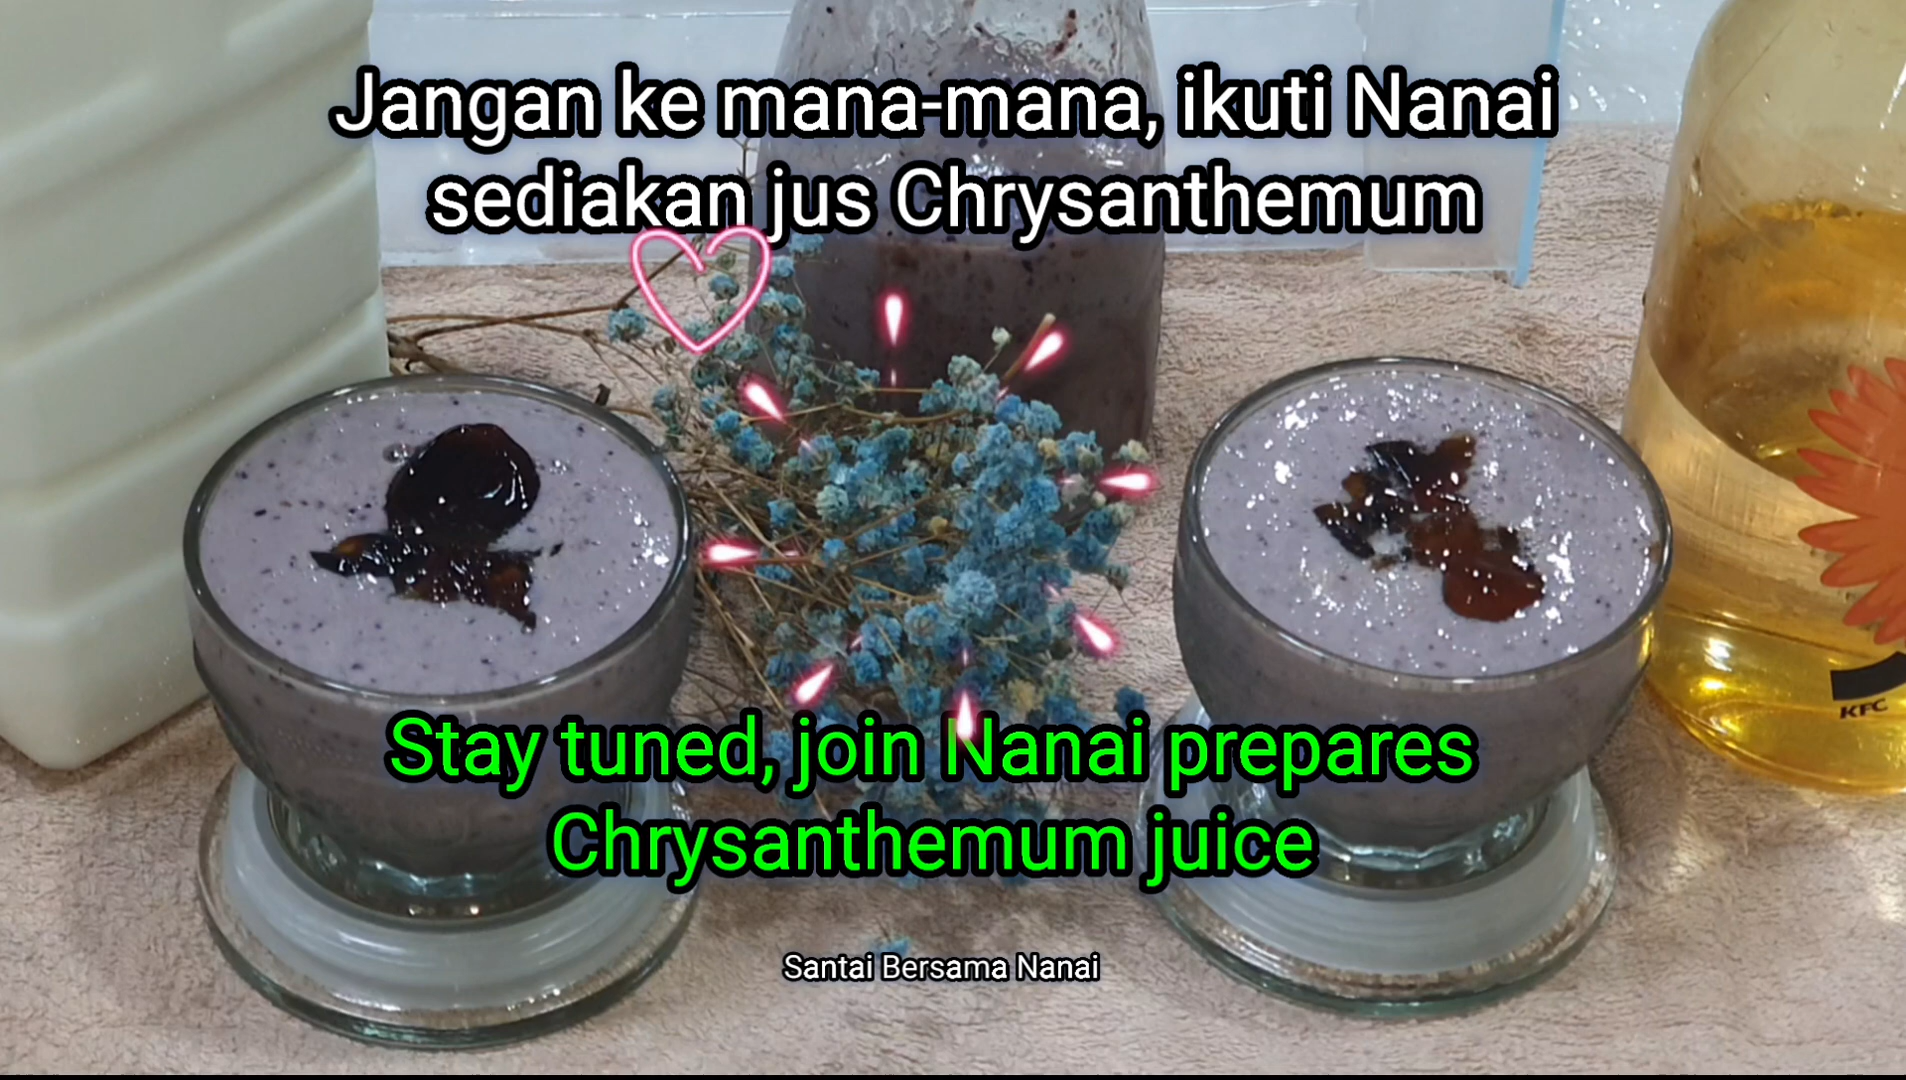 Jangan ke mana-mana, ikuti Nanai
sediakan jus Chrysanthemum
Stay tuned, join Nanai prepares
Chrysanthemum juice
KFC
Santai Bersama Nanai